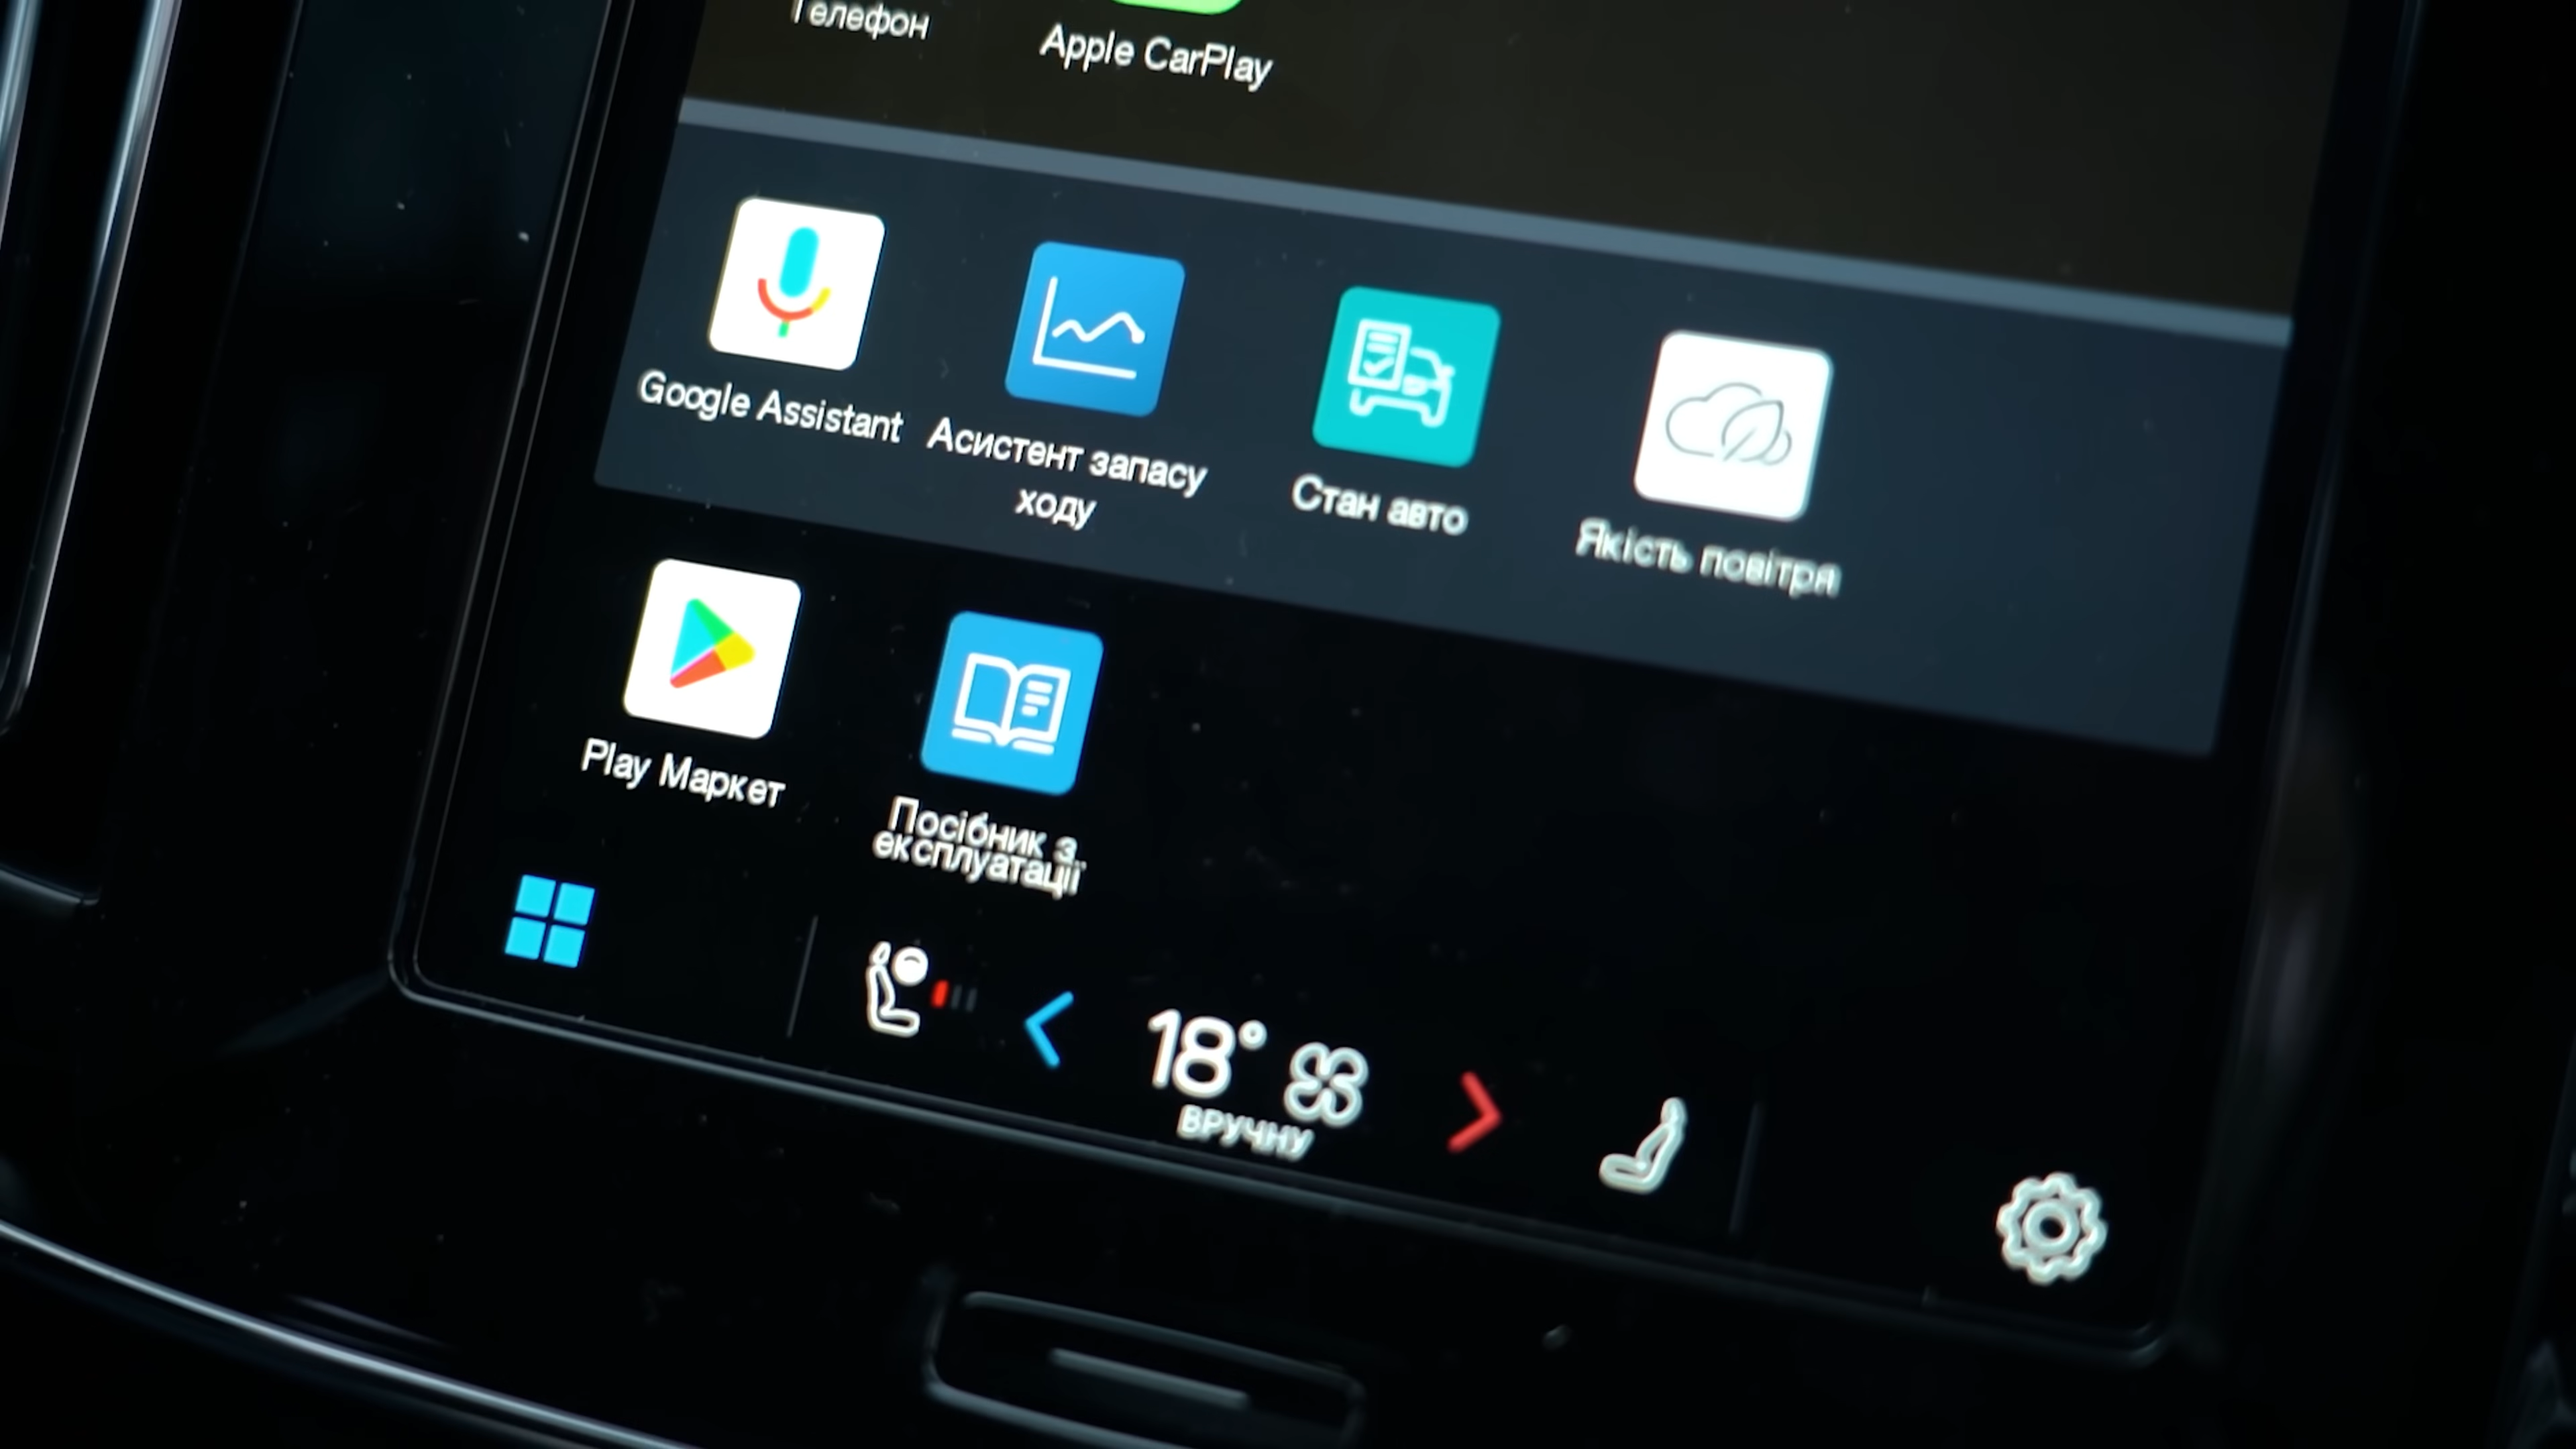 Телефон
Apple CarPlay
Google Assistant
Асистент запасу
ходу
Стан авто
Якість повітря
Play Маркет
Посібник з
експлуатації
18°
ВРУЧНУ